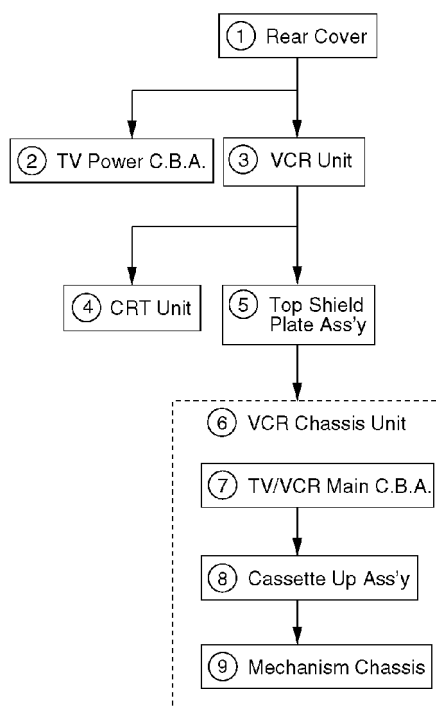 ① Rear Cover
② TV Power C.B.A.
③ VCR Unit
④ CRT Unit
⑤ Top Shield
Plate Ass'y
⑥ VCR Chassis Unit
⑦ TV/VCR Main C.B.A.
⑧ Cassette Up Ass'y
⑨ Mechanism Chassis